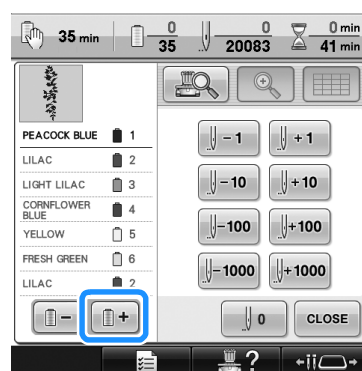 35 min 0 0 0 min
35 20083 41 min
PEACOCK BLUE 1
LILAC 2
LIGHT LILAC 3
CORNFLOWER BLUE 4
YELLOW 5
FRESH GREEN 6
LILAC 2
- 1 + 1
- 10 + 10
-100 +100
-1000 +1000
- + 0 CLOSE
?